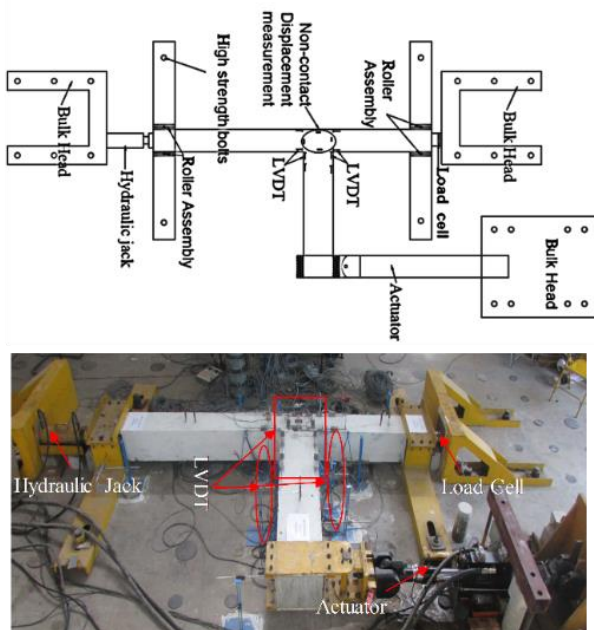 Bulk Head
Hydraulic jack
Roller Assembly
High strength bolts
Non-contact
Displacement
measurement
LVDT
LVDT
Roller
Assembly
Load cell
Bulk Head
Actuator
Bulk Head
Hydraulic Jack
LVDT
Load Cell
Actuator